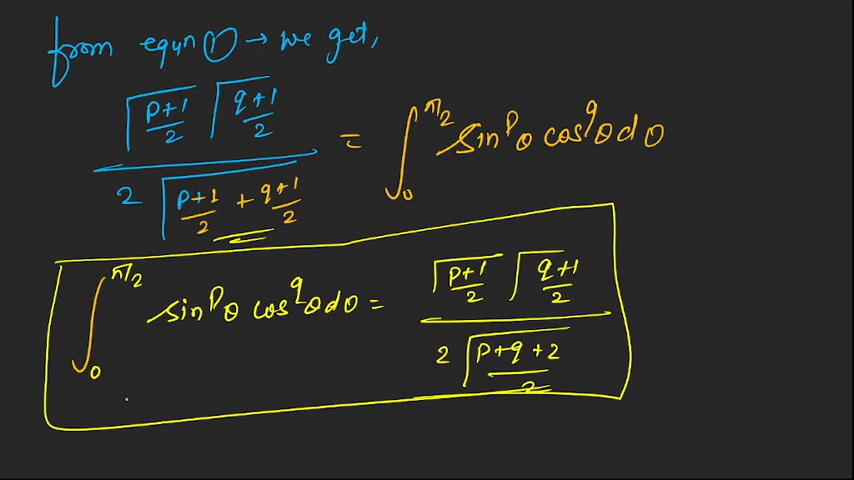 from equn ① → we get,
Γ(p+1)/2 Γ(q+1)/2 / 2 Γ(p+1)/2 + (q+1)/2 = ∫₀^π/2 sin^p θ cos^q θ dθ
∫₀^π/2 sin^p θ cos^q θ dθ = Γ(p+1)/2 Γ(q+1)/2 / 2 Γ(p+q+2)/2